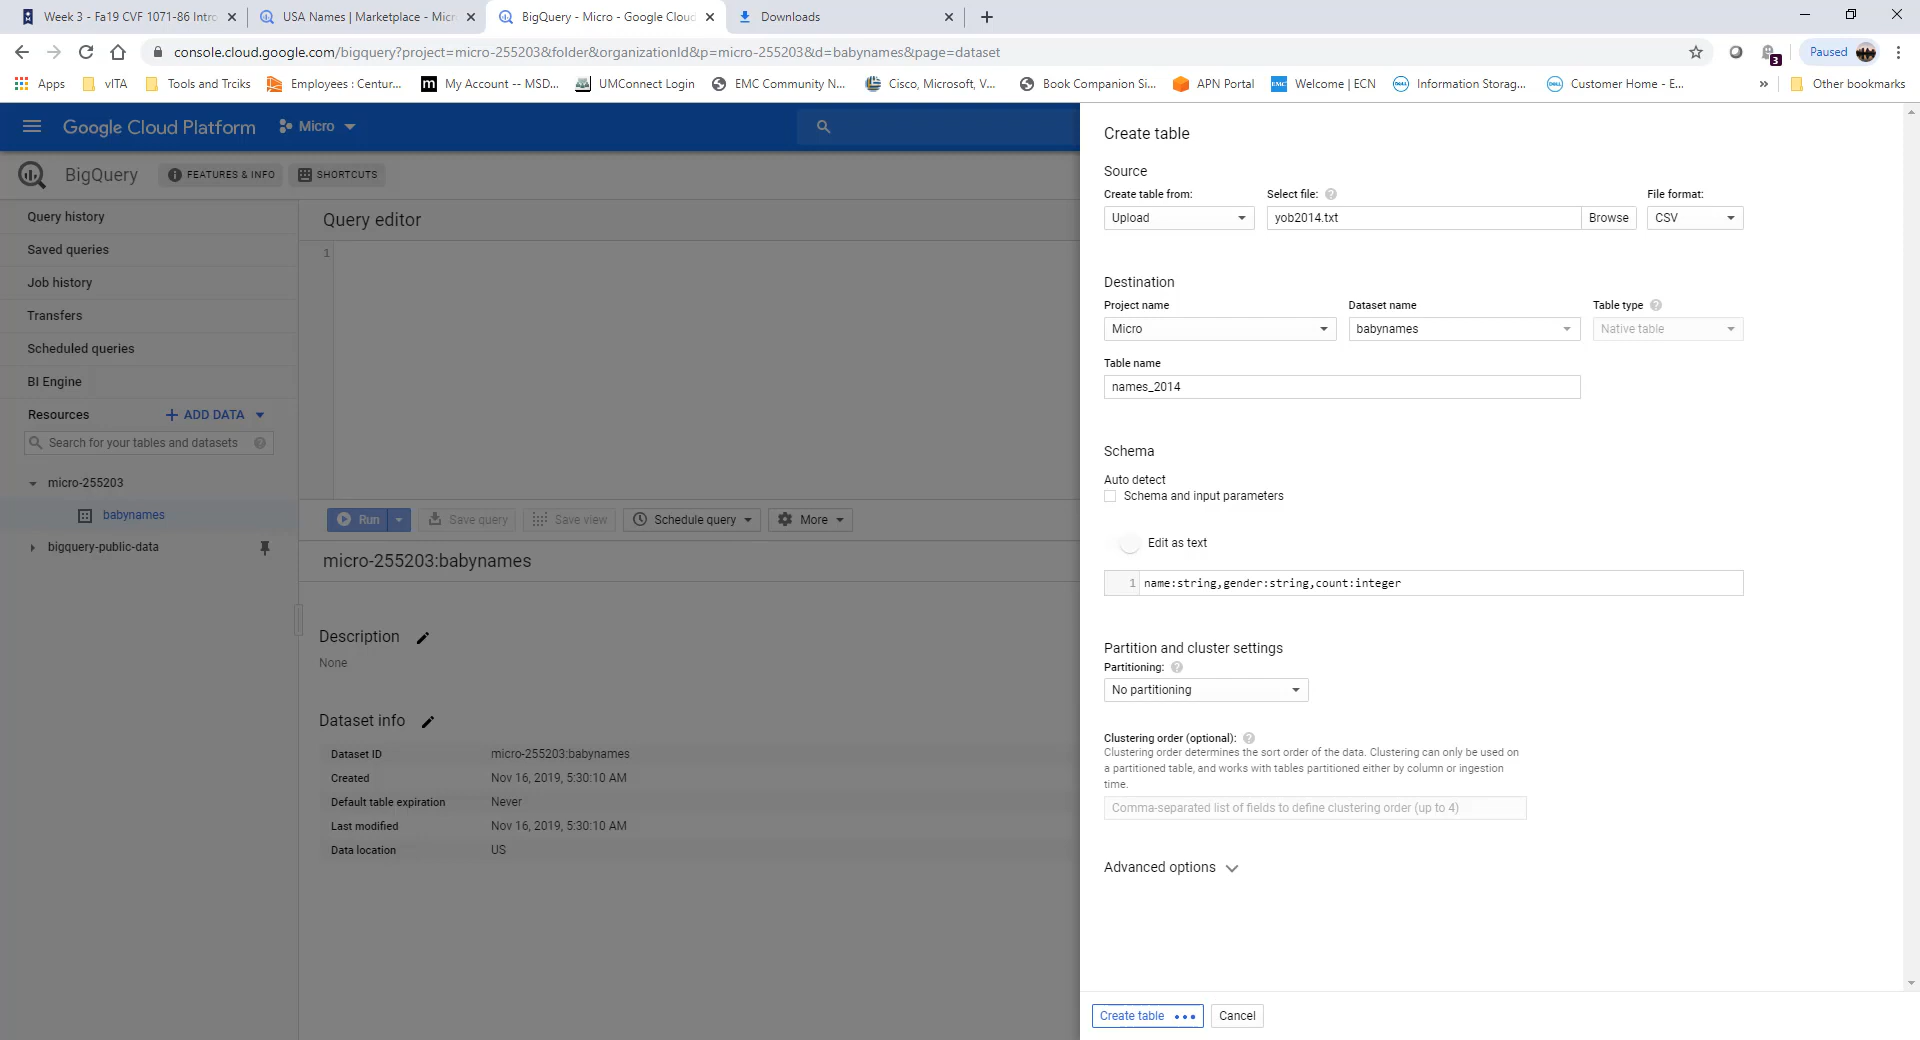 Week 3 - Fa19 CVF 1071-86 Intro
USA Names | Marketplace - Micr
BigQuery - Micro - Google Cloud
Downloads
console.cloud.google.com/bigquery?project=micro-255203&folder&organizationId&p=micro-255203&d=babynames&page=dataset
3
Paused
Apps
vITA
Tools and Trciks
Employees : Centur...
m
My Account -- MSD...
UMConnect Login
EMC Community N...
Cisco, Microsoft, V...
Book Companion Si...
APN Portal
EMC
Welcome | ECN
DELL
Information Storag...
DELL
Customer Home - E...
»
Other bookmarks
Google Cloud Platform
Micro
BigQuery
FEATURES & INFO
SHORTCUTS
Query history
Saved queries
Job history
Transfers
Scheduled queries
BI Engine
Resources
+ ADD DATA
Search for your tables and datasets
micro-255203
babynames
bigquery-public-data
Query editor
1
Run
Save query
Save view
Schedule query
More
micro-255203:babynames
Description
None
Dataset info
Dataset ID micro-255203:babynames
Created Nov 16, 2019, 5:30:10 AM
Default table expiration Never
Last modified Nov 16, 2019, 5:30:10 AM
Data location US
Create table
Source
Create table from: Select file: File format:
Upload yob2014.txt Browse CSV
Destination
Project name Dataset name Table type
Micro babynames Native table
Table name
names_2014
Schema
Auto detect
Schema and input parameters
Edit as text
1 name:string,gender:string,count:integer
Partition and cluster settings
Partitioning:
No partitioning
Clustering order (optional):
Clustering order determines the sort order of the data. Clustering can only be used on
a partitioned table, and works with tables partitioned either by column or ingestion
time.
Comma-separated list of fields to define clustering order (up to 4)
Advanced options
Create table
Cancel